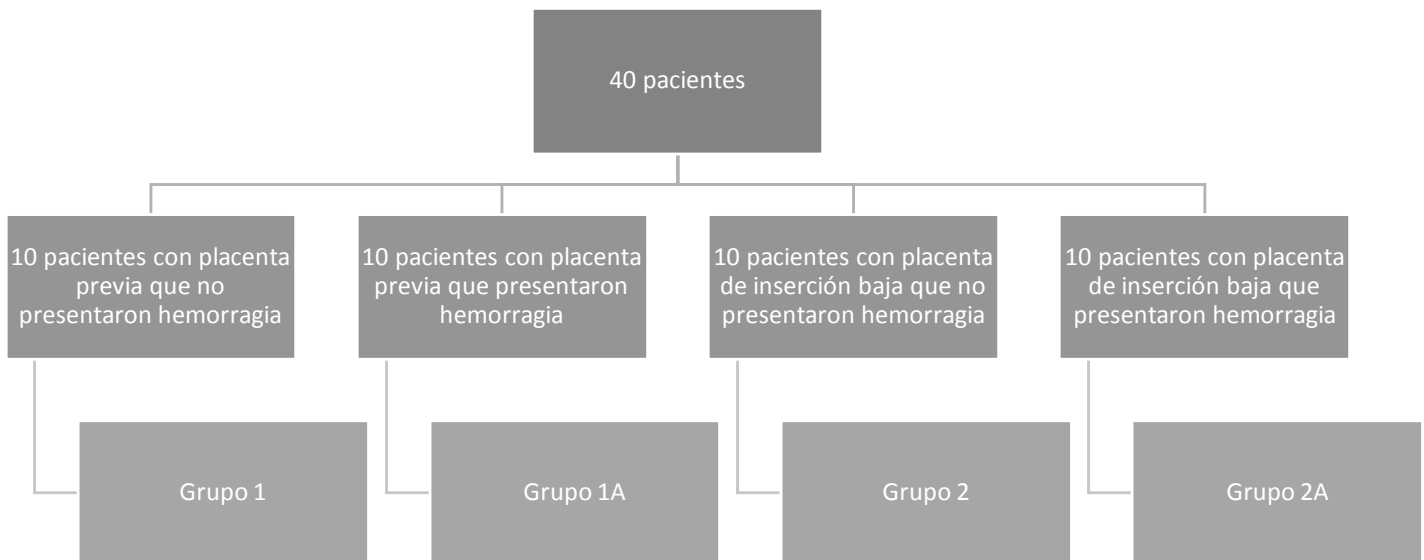 40 pacientes
10 pacientes con placenta
previa que no
presentaron hemorragia
10 pacientes con placenta
previa que presentaron
hemorragia
10 pacientes con placenta
de inserción baja que no
presentaron hemorragia
10 pacientes con placenta
de inserción baja que
presentaron hemorragia
Grupo 1
Grupo 1A
Grupo 2
Grupo 2A